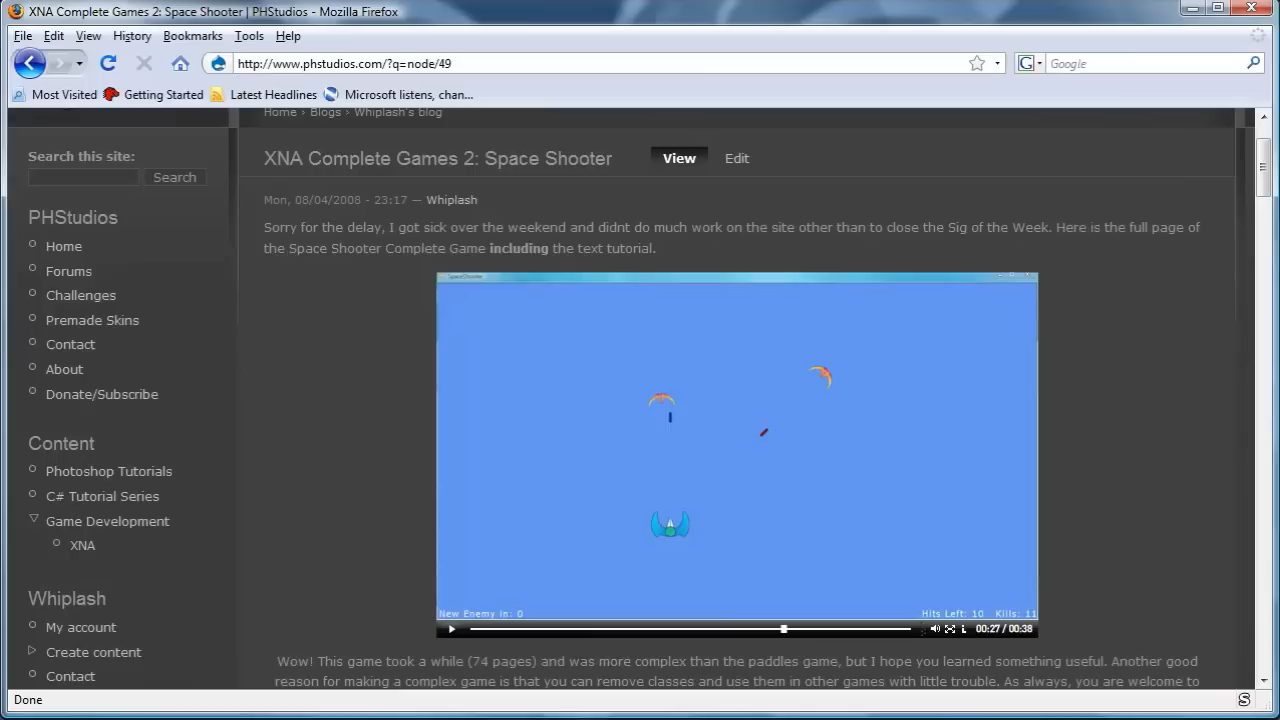 XNA Complete Games 2: Space Shooter | PHStudios - Mozilla Firefox
File Edit View History Bookmarks Tools Help
http://www.phstudios.com/?q=node/49
Google
Most Visited Getting Started Latest Headlines Microsoft listens, chan...
Home › Blogs › Whiplash's blog
Search this site:
Search
PHStudios
Home
Forums
Challenges
Premade Skins
Contact
About
Donate/Subscribe
Content
Photoshop Tutorials
C# Tutorial Series
Game Development
XNA
Whiplash
My account
Create content
Contact
XNA Complete Games 2: Space Shooter View Edit
Mon, 08/04/2008 - 23:17 — Whiplash
Sorry for the delay, I got sick over the weekend and didnt do much work on the site other than to close the Sig of the Week. Here is the full page of
the Space Shooter Complete Game including the text tutorial.
SpaceShooter
New Enemy in: 0 Hits Left: 10 Kills: 11
00:27 / 00:38
Wow! This game took a while (74 pages) and was more complex than the paddles game, but I hope you learned something useful. Another good
reason for making a complex game is that you can remove classes and use them in other games with little trouble. As always, you are welcome to
Done